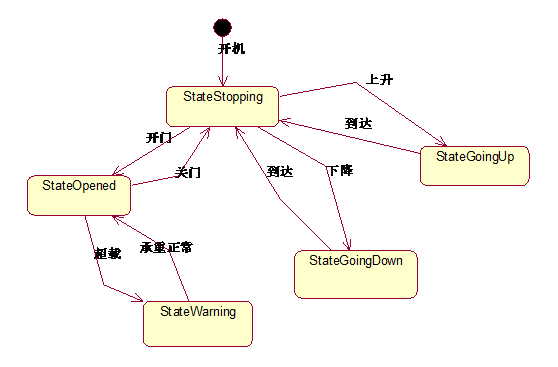 开机
StateStopping
上升
到达
开门
关门
到达
下降
StateGoingUp
StateOpened
超载
承重正常
StateGoingDown
StateWarning